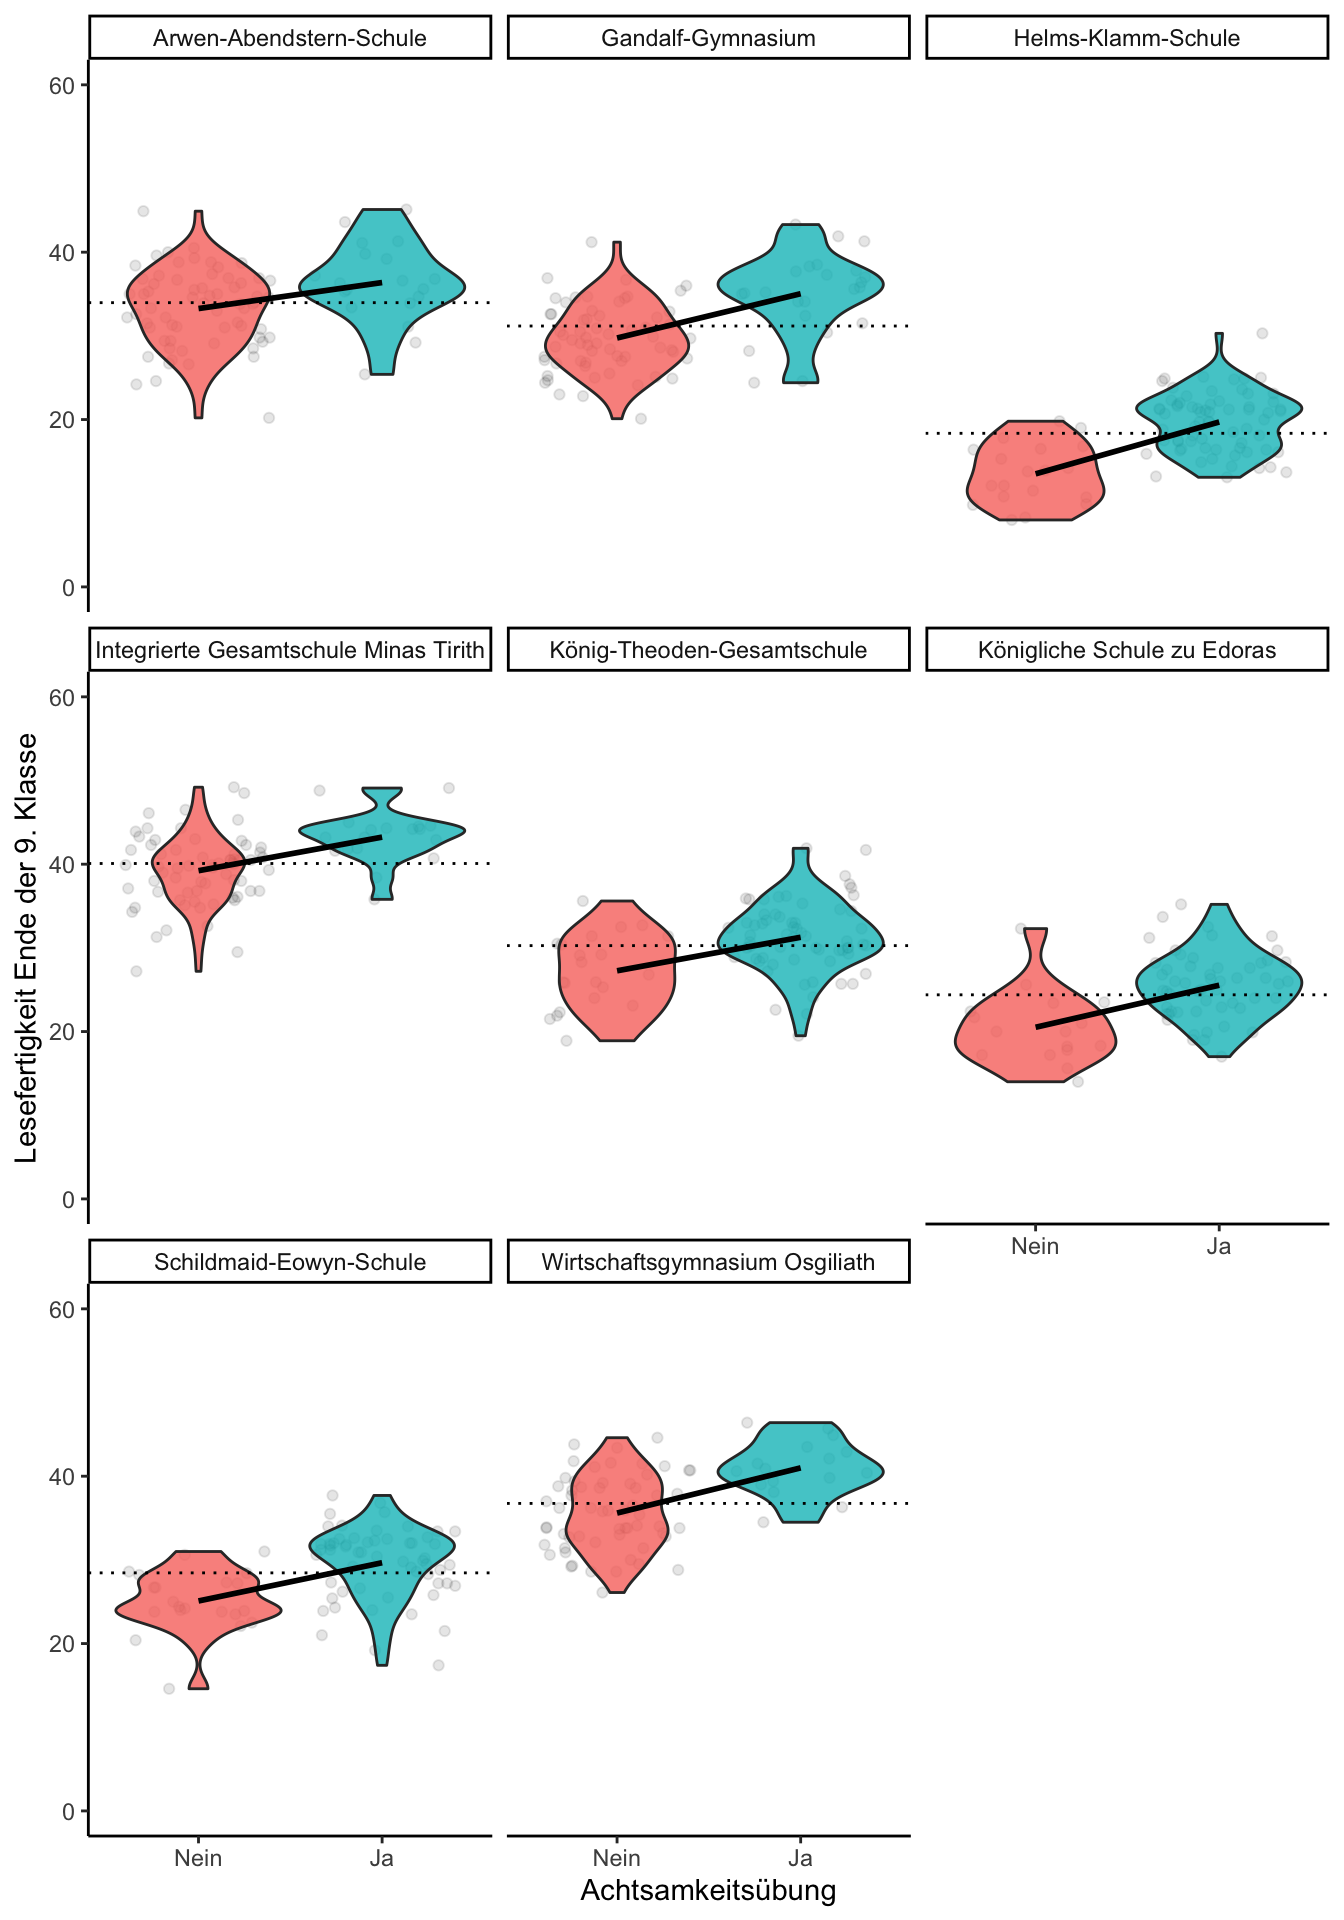 Arwen-Abendstern-Schule
Gandalf-Gymnasium
Helms-Klamm-Schule
60
40
20
0
Integrierte Gesamtschule Minas Tirith
König-Theoden-Gesamtschule
Königliche Schule zu Edoras
60
40
20
0
Nein
Ja
Schildmaid-Eowyn-Schule
Wirtschaftsgymnasium Osgiliath
60
40
20
0
Nein
Ja
Nein
Ja
Achtsamkeitsübung
Lesefertigkeit Ende der 9. Klasse